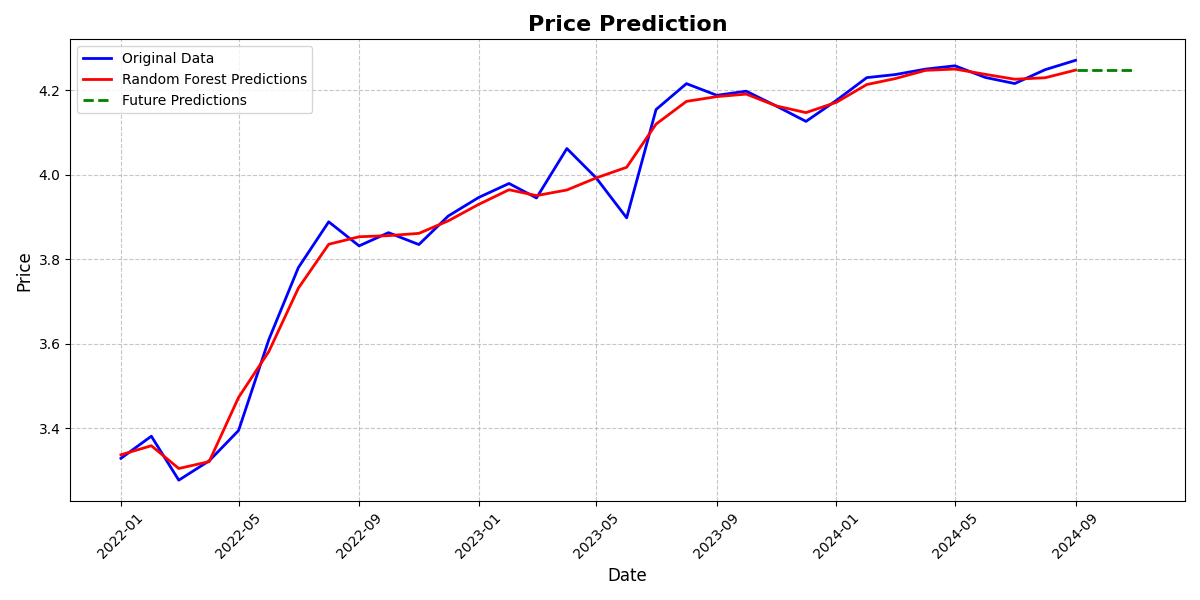 Price Prediction
Original Data
Random Forest Predictions
Future Predictions
Price
4.2
4.0
3.8
3.6
3.4
2022-01
2022-05
2022-09
2023-01
2023-05
2023-09
2024-01
2024-05
2024-09
Date